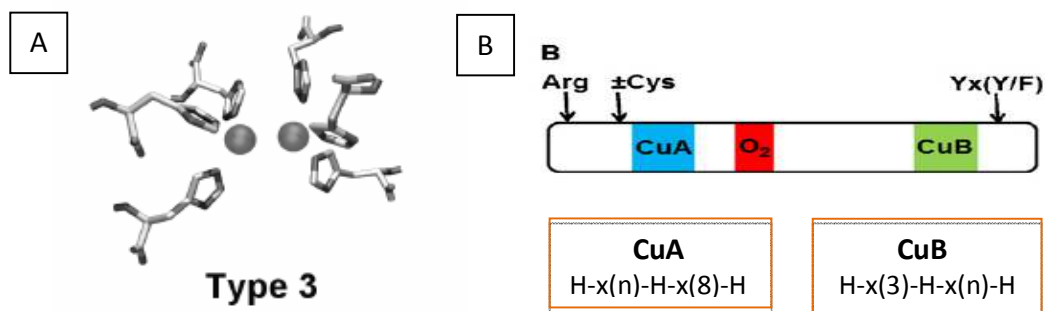 A
Type 3
B
B
Arg ±Cys Yx(Y/F)
CuA O₂ CuB
CuA
H-x(n)-H-x(8)-H
CuB
H-x(3)-H-x(n)-H